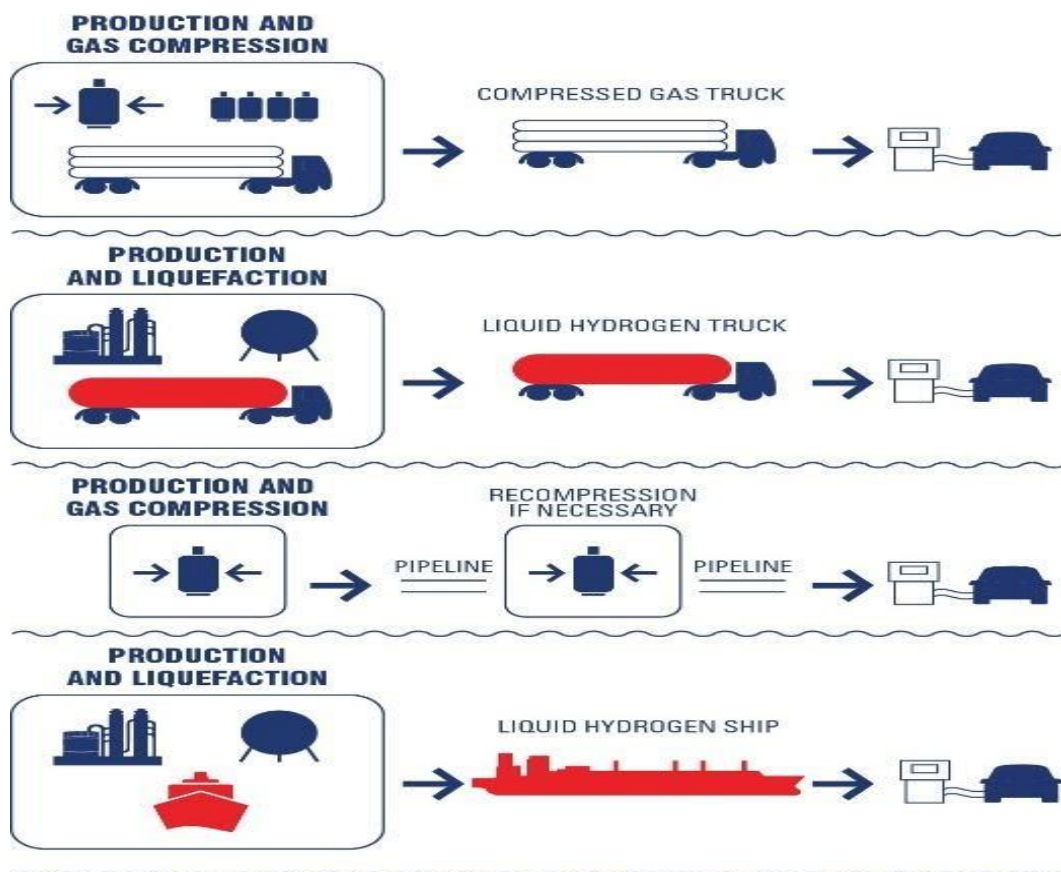 PRODUCTION AND
GAS COMPRESSION
COMPRESSED GAS TRUCK
PRODUCTION
AND LIQUEFACTION
LIQUID HYDROGEN TRUCK
PRODUCTION AND
GAS COMPRESSION
RECOMPRESSION
IF NECESSARY
PIPELINE
PIPELINE
PRODUCTION
AND LIQUEFACTION
LIQUID HYDROGEN SHIP